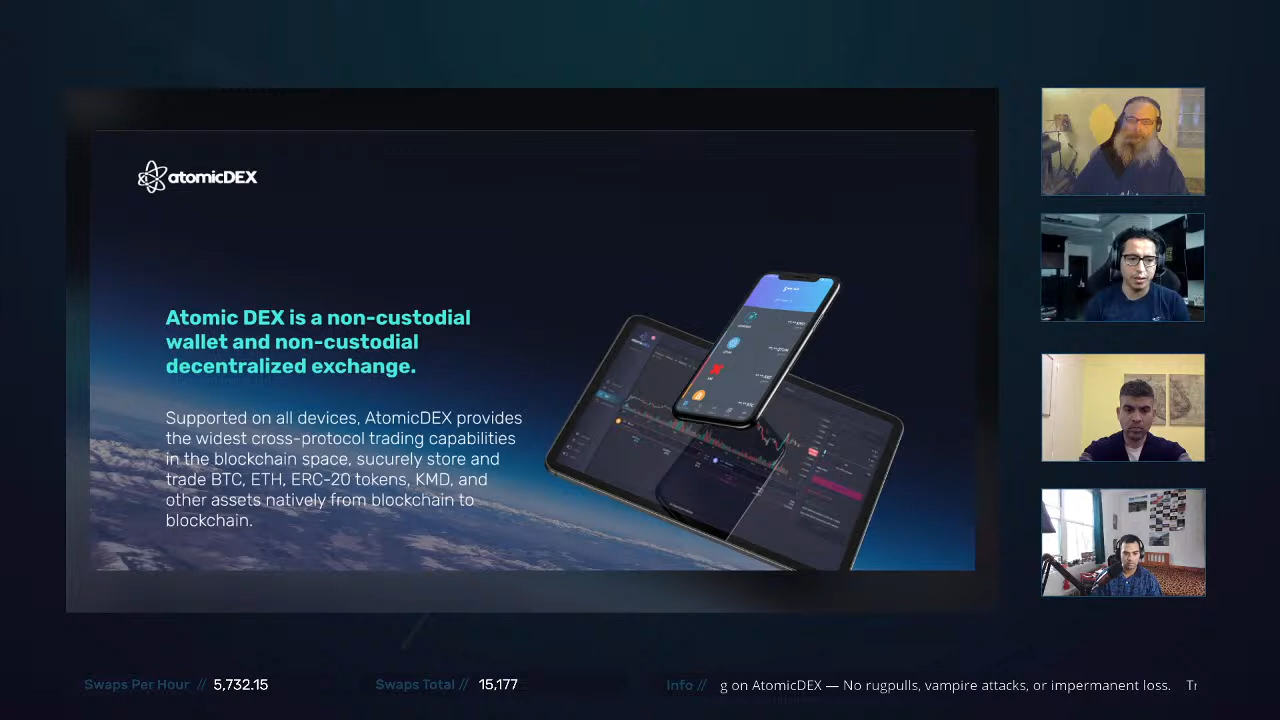 atomicDEX
Atomic DEX is a non-custodial
wallet and non-custodial
decentralized exchange.
Supported on all devices, AtomicDEX provides
the widest cross-protocol trading capabilities
in the blockchain space, sucurely store and
trade BTC, ETH, ERC-20 tokens, KMD, and
other assets natively from blockchain to
blockchain.
Swaps Per Hour // 5,732.15
Swaps Total // 15,177
Info // g on AtomicDEX — No rugpulls, vampire attacks, or impermanent loss. Tr